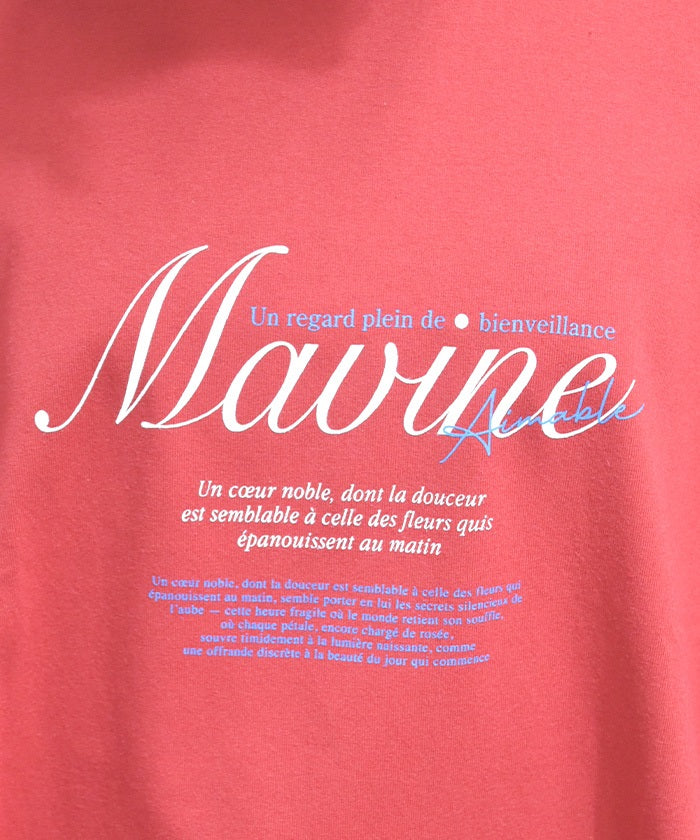 Un regard plein de • bienveillance
Mavine
Aimable
Un cœur noble, dont la douceur
est semblable à celle des fleurs quis
épanouissent au matin
Un cœur noble, dont la douceur est semblable à celle des fleurs qui
épanouissent au matin, semble porter en lui les secrets silencieux de
l'aube — cette heure fragile où le monde retient son souffle,
où chaque pétale, encore chargé de rosée,
souvre timidement à la lumière naissante, comme
une offrande discrète à la beauté du jour qui commence